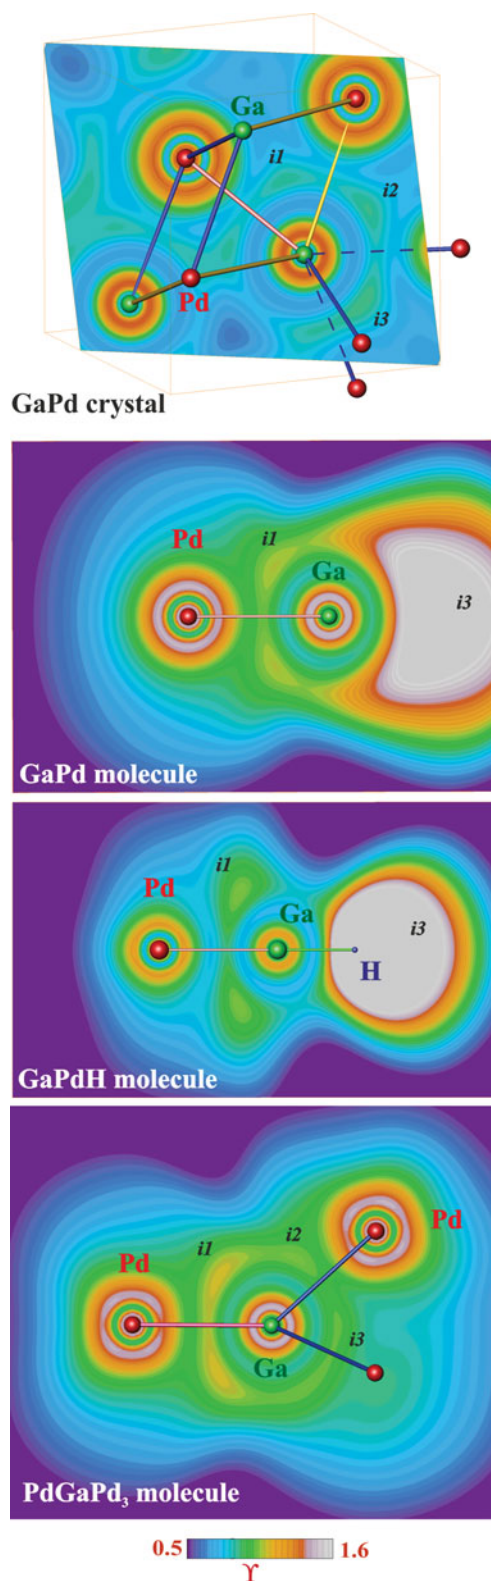 Ga
i1
i2
Pd
i3
GaPd crystal
Pd
i1
Ga
i3
GaPd molecule
i1
Pd
Ga
i3
H
GaPdH molecule
Pd
i2
i1
Pd
i3
Ga
PdGaPd₃ molecule
0.5 1.6
ϒ